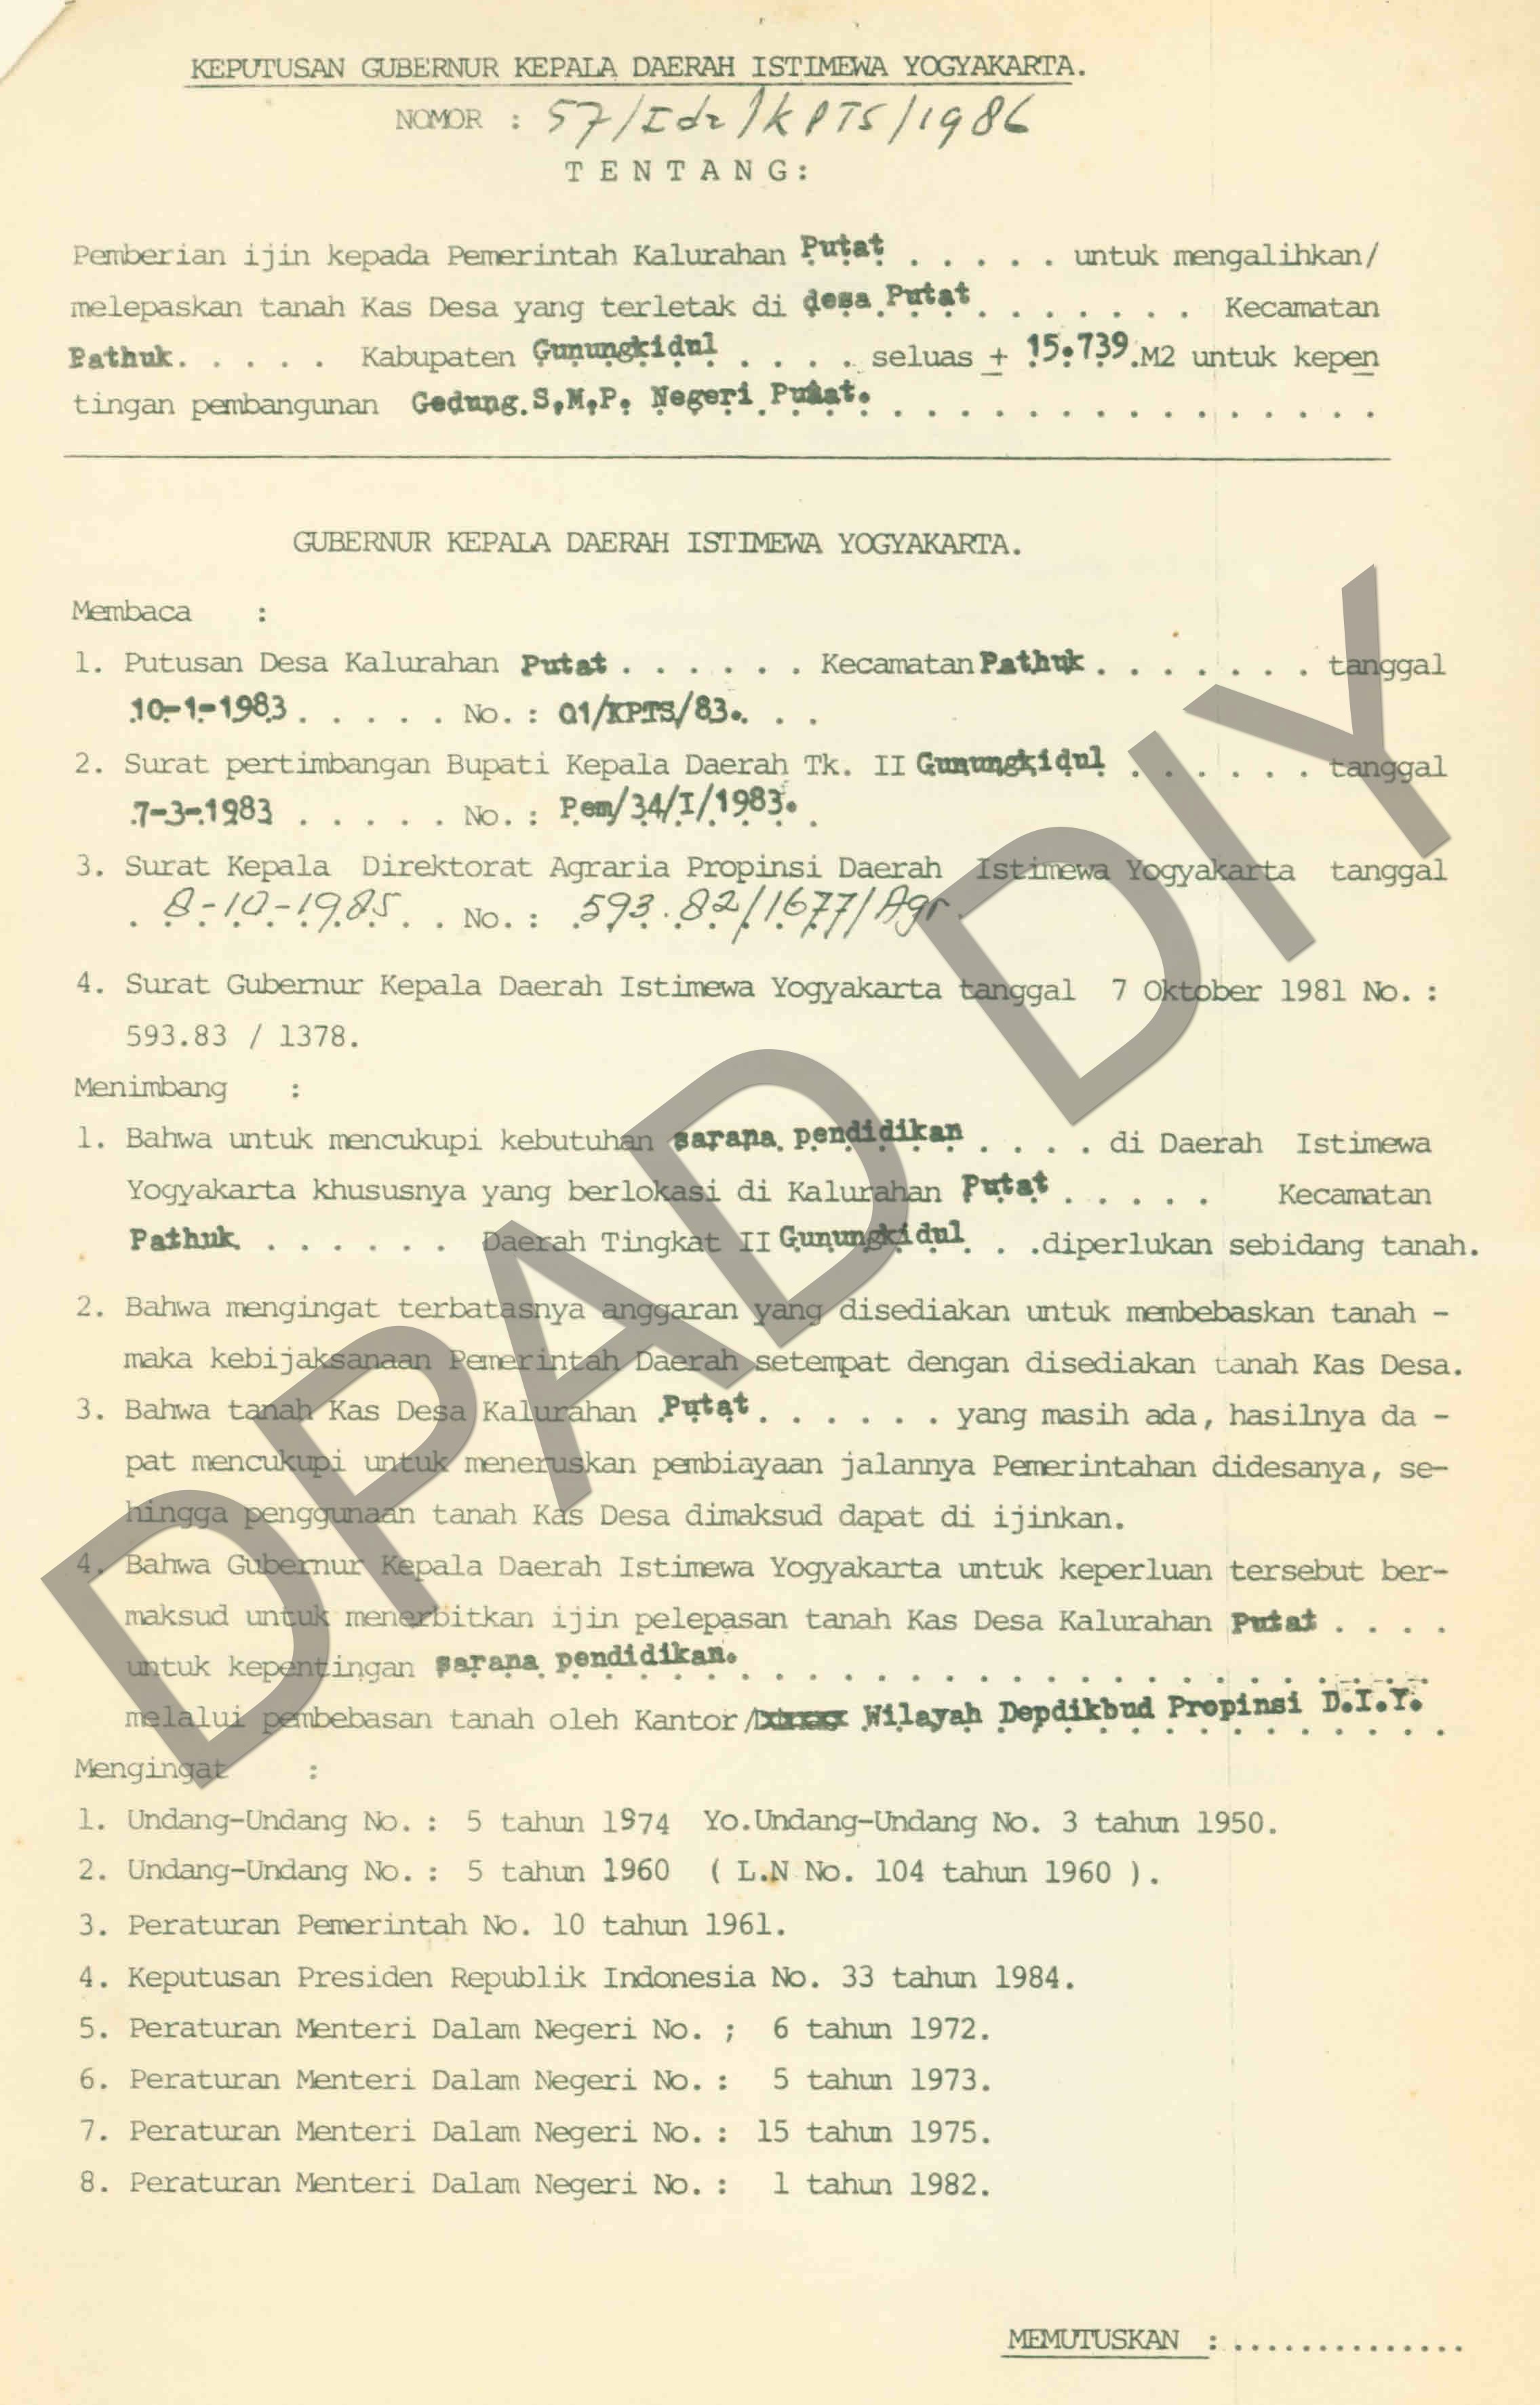 KEPUTUSAN GUBERNUR KEPALA DAERAH ISTIMEWA YOGYAKARTA.
NOMOR : 57/Idz/KPTS/1986
T E N T A N G :
Pemberian ijin kepada Pemerintah Kalurahan Putat . . . . . untuk mengalihkan/
melepaskan tanah Kas Desa yang terletak di desa Putat . . . . . . . Kecamatan
Pathuk. . . . . Kabupaten Gunungkidul . . . . seluas + 15.739.M2 untuk kepen
tingan pembangunan Gedung S.M.P. Negeri Putat. . . . . . . . . . . . . . . .
GUBERNUR KEPALA DAERAH ISTIMEWA YOGYAKARTA.
Membaca :
1. Putusan Desa Kalurahan Putat . . . . . . Kecamatan Pathuk . . . . . . . tanggal
10-1-1983 . . . . . No. : 01/KPTS/83. . .
2. Surat pertimbangan Bupati Kepala Daerah Tk. II Gunungkidul . . . . . . tanggal
7-3-1983 . . . . . No. : Pem/34/I/1983. .
3. Surat Kepala Direktorat Agraria Propinsi Daerah Istimewa Yogyakarta tanggal
. 8-10-1985 . . No. : 593.82/1677/Agr.
4. Surat Gubernur Kepala Daerah Istimewa Yogyakarta tanggal 7 Oktober 1981 No. :
593.83 / 1378.
Menimbang :
1. Bahwa untuk mencukupi kebutuhan sarana pendidikan . . . . di Daerah Istimewa
Yogyakarta khususnya yang berlokasi di Kalurahan Putat . . . . . Kecamatan
Pathuk . . . . . . Daerah Tingkat II Gunungkidul . . .diperlukan sebidang tanah.
2. Bahwa mengingat terbatasnya anggaran yang disediakan untuk membebaskan tanah -
maka kebijaksanaan Pemerintah Daerah setempat dengan disediakan tanah Kas Desa.
3. Bahwa tanah Kas Desa Kalurahan Putat . . . . . . yang masih ada, hasilnya da -
pat mencukupi untuk meneruskan pembiayaan jalannya Pemerintahan didesanya, se-
hingga penggunaan tanah Kas Desa dimaksud dapat di ijinkan.
4. Bahwa Gubernur Kepala Daerah Istimewa Yogyakarta untuk keperluan tersebut ber-
maksud untuk menerbitkan ijin pelepasan tanah Kas Desa Kalurahan Putat . . . .
untuk kepentingan sarana pendidikan. . . . . . . . . . . . . . . . . . . .
melalui pembebasan tanah oleh Kantor / Wilayah Depdikbud Propinsi D.I.Y.
Mengingat :
1. Undang-Undang No. : 5 tahun 1974 Yo.Undang-Undang No. 3 tahun 1950.
2. Undang-Undang No. : 5 tahun 1960 ( L.N No. 104 tahun 1960 ).
3. Peraturan Pemerintah No. 10 tahun 1961.
4. Keputusan Presiden Republik Indonesia No. 33 tahun 1984.
5. Peraturan Menteri Dalam Negeri No. ; 6 tahun 1972.
6. Peraturan Menteri Dalam Negeri No. : 5 tahun 1973.
7. Peraturan Menteri Dalam Negeri No. : 15 tahun 1975.
8. Peraturan Menteri Dalam Negeri No. : 1 tahun 1982.
MEMUTUSKAN : ..............
DPAD DIY